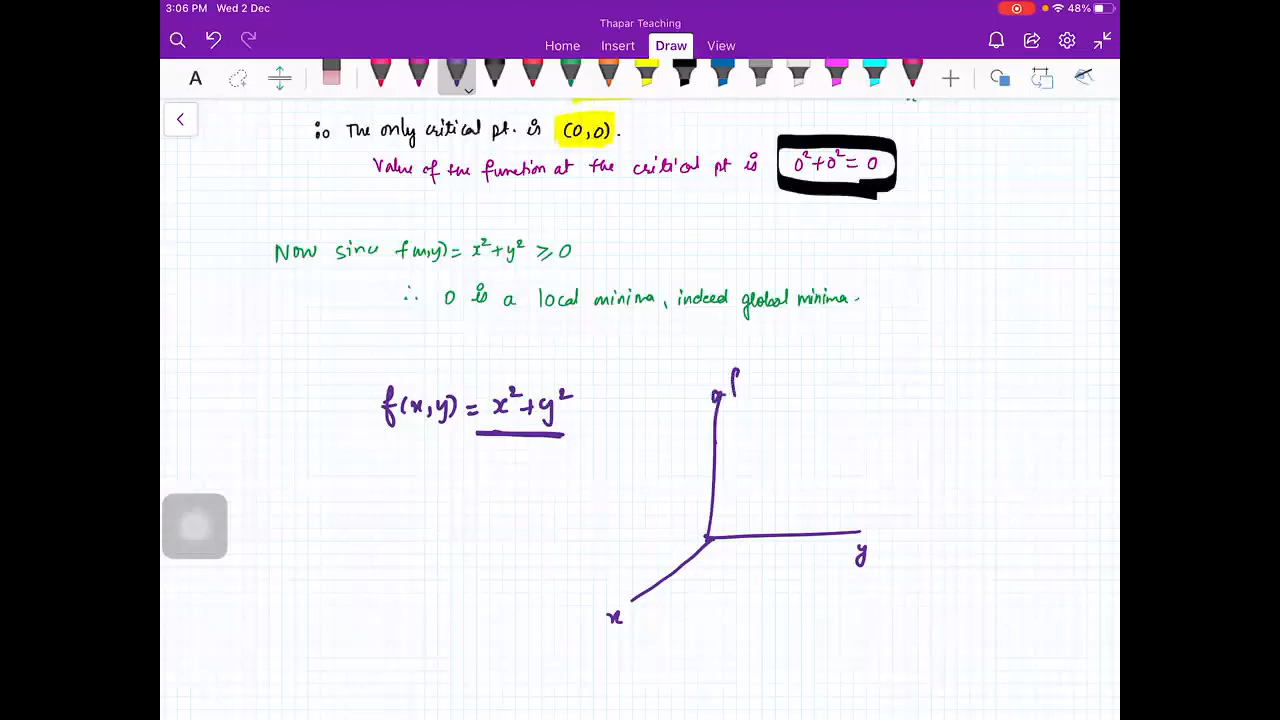 3:06 PM Wed 2 Dec
48%
Thapar Teaching
Home Insert Draw View
A
∴ The only critical pt. is (0,0).
Value of the function at the critical pt is 0²+0² = 0
Now since f(x,y) = x²+y² ⩾ 0
∴ 0 is a local minima, indeed global minima.
f(x,y) = x²+y²
y
x